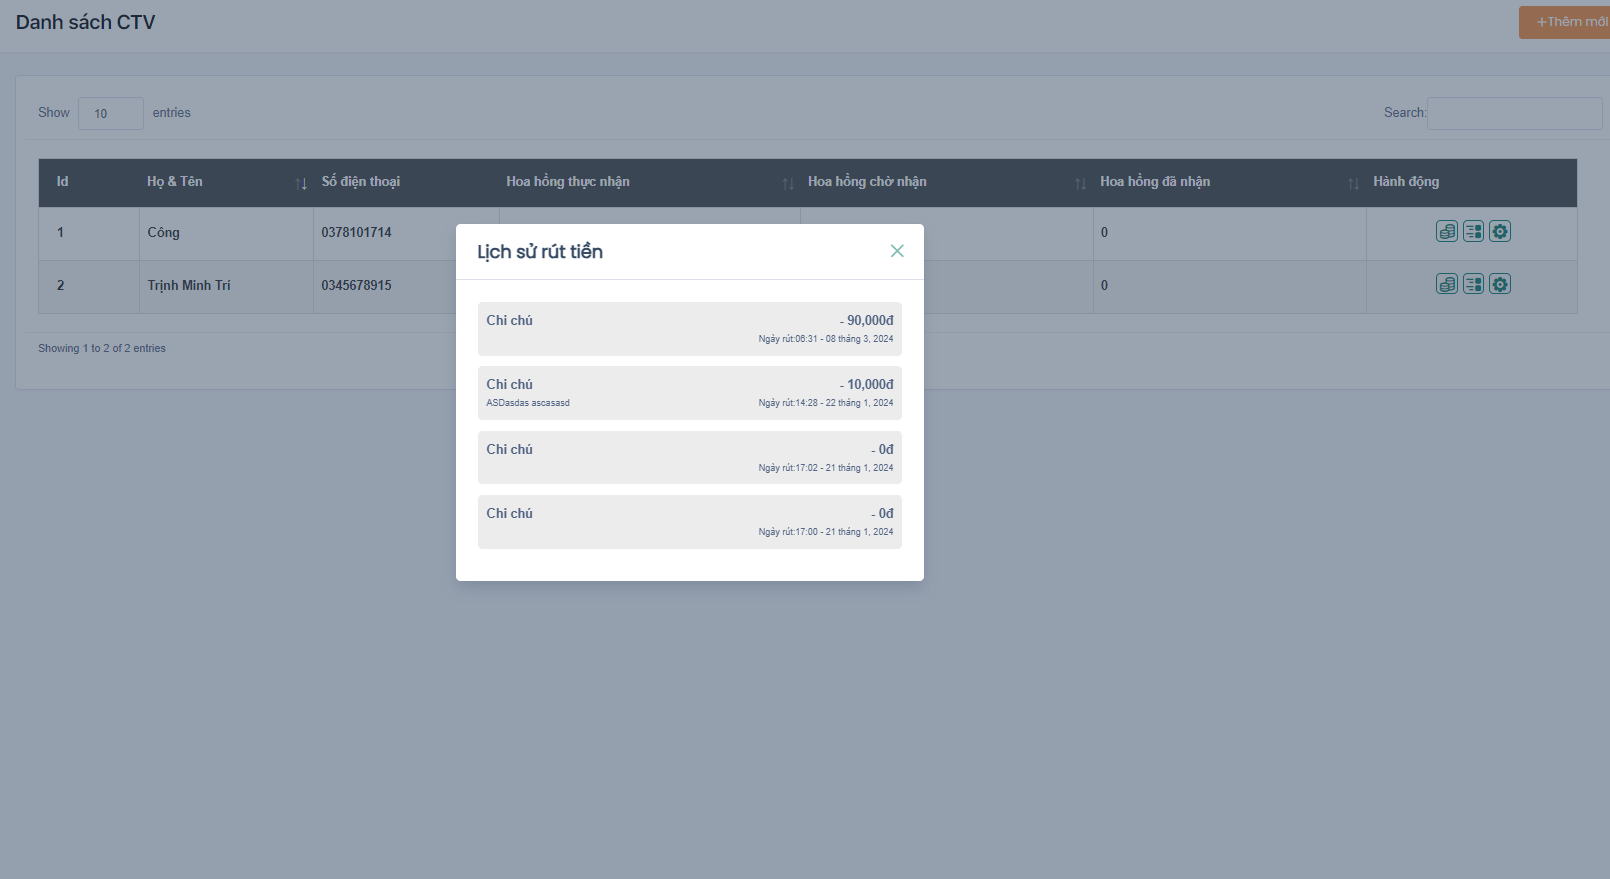 Danh sách CTV
+Thêm mới
Show 10 entries
Search:
Id Họ & Tên Số điện thoại Hoa hồng thực nhận Hoa hồng chờ nhận Hoa hồng đã nhận Hành động
1 Công 0378101714 0
2 Trịnh Minh Trí 0345678915 0
Showing 1 to 2 of 2 entries
Lịch sử rút tiền
Chi chú - 90,000đ
Ngày rút:06:31 - 08 tháng 3, 2024
Chi chú - 10,000đ
ASDasdas ascasasd Ngày rút:14:28 - 22 tháng 1, 2024
Chi chú - 0đ
Ngày rút:17:02 - 21 tháng 1, 2024
Chi chú - 0đ
Ngày rút:17:00 - 21 tháng 1, 2024